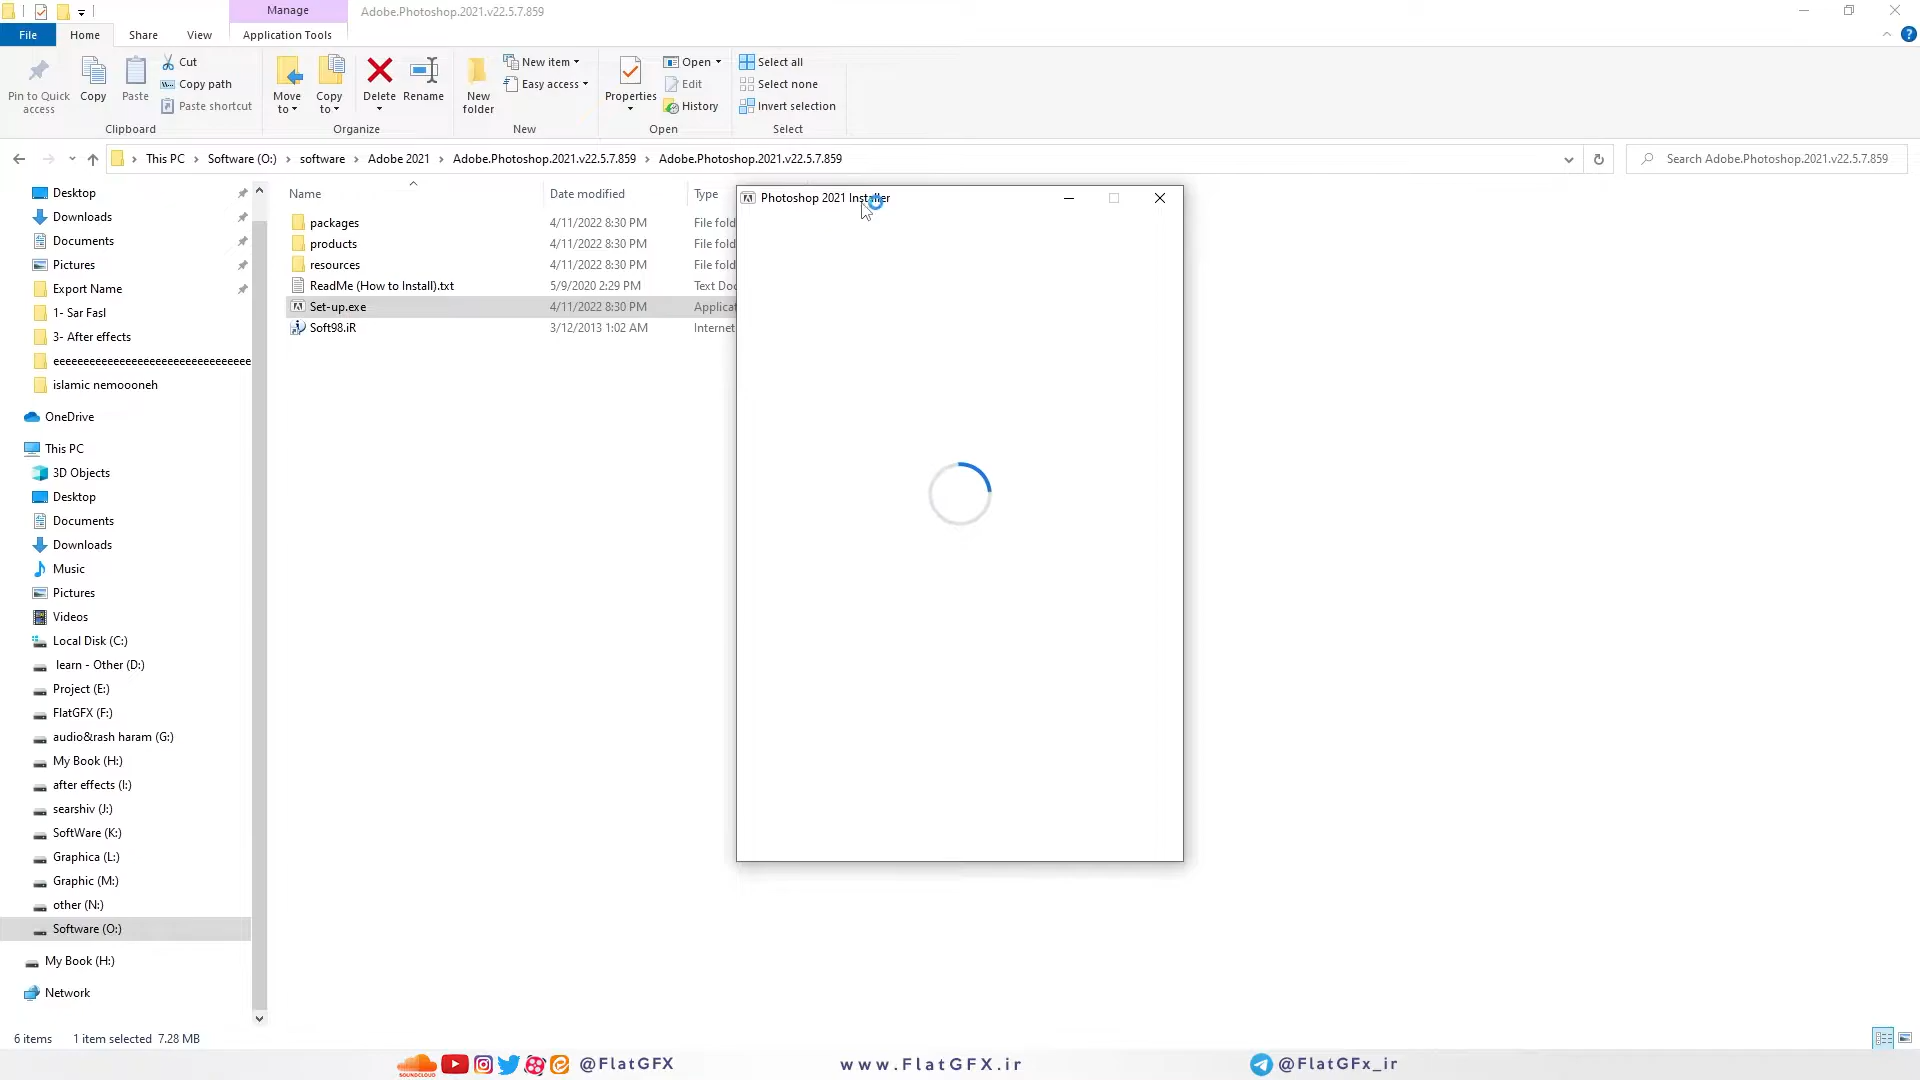 Manage
Adobe.Photoshop.2021.v22.5.7.859
File
Home
Share
View
Application Tools
Pin to Quick access
Copy
Paste
Cut
Copy path
Paste shortcut
Clipboard
Move to
Copy to
Delete
Rename
Organize
New folder
New item
Easy access
New
Properties
Open
Edit
History
Open
Select all
Select none
Invert selection
Select
This PC
Software (O:)
software
Adobe 2021
Adobe.Photoshop.2021.v22.5.7.859
Adobe.Photoshop.2021.v22.5.7.859
Search Adobe.Photoshop.2021.v22.5.7.859
Desktop
Downloads
Documents
Pictures
Export Name
1- Sar Fasl
3- After effects
eeeeeeeeeeeeeeeeeeeeeeeeeeeeeeeee
islamic nemoooneh
OneDrive
This PC
3D Objects
Desktop
Documents
Downloads
Music
Pictures
Videos
Local Disk (C:)
learn - Other (D:)
Project (E:)
FlatGFX (F:)
audio&rash haram (G:)
My Book (H:)
after effects (I:)
searshiv (J:)
SoftWare (K:)
Graphica (L:)
Graphic (M:)
other (N:)
Software (O:)
My Book (H:)
Network
Name Date modified Type
packages 4/11/2022 8:30 PM File fold
products 4/11/2022 8:30 PM File fold
resources 4/11/2022 8:30 PM File fold
ReadMe (How to Install).txt 5/9/2020 2:29 PM Text Doc
Set-up.exe 4/11/2022 8:30 PM Applicat
Soft98.iR 3/12/2013 1:02 AM Internet
Photoshop 2021 Installer
6 items 1 item selected 7.28 MB
SOUNDCLOUD
@FlatGFX
www.FlatGFX.ir
@FlatGFx_ir